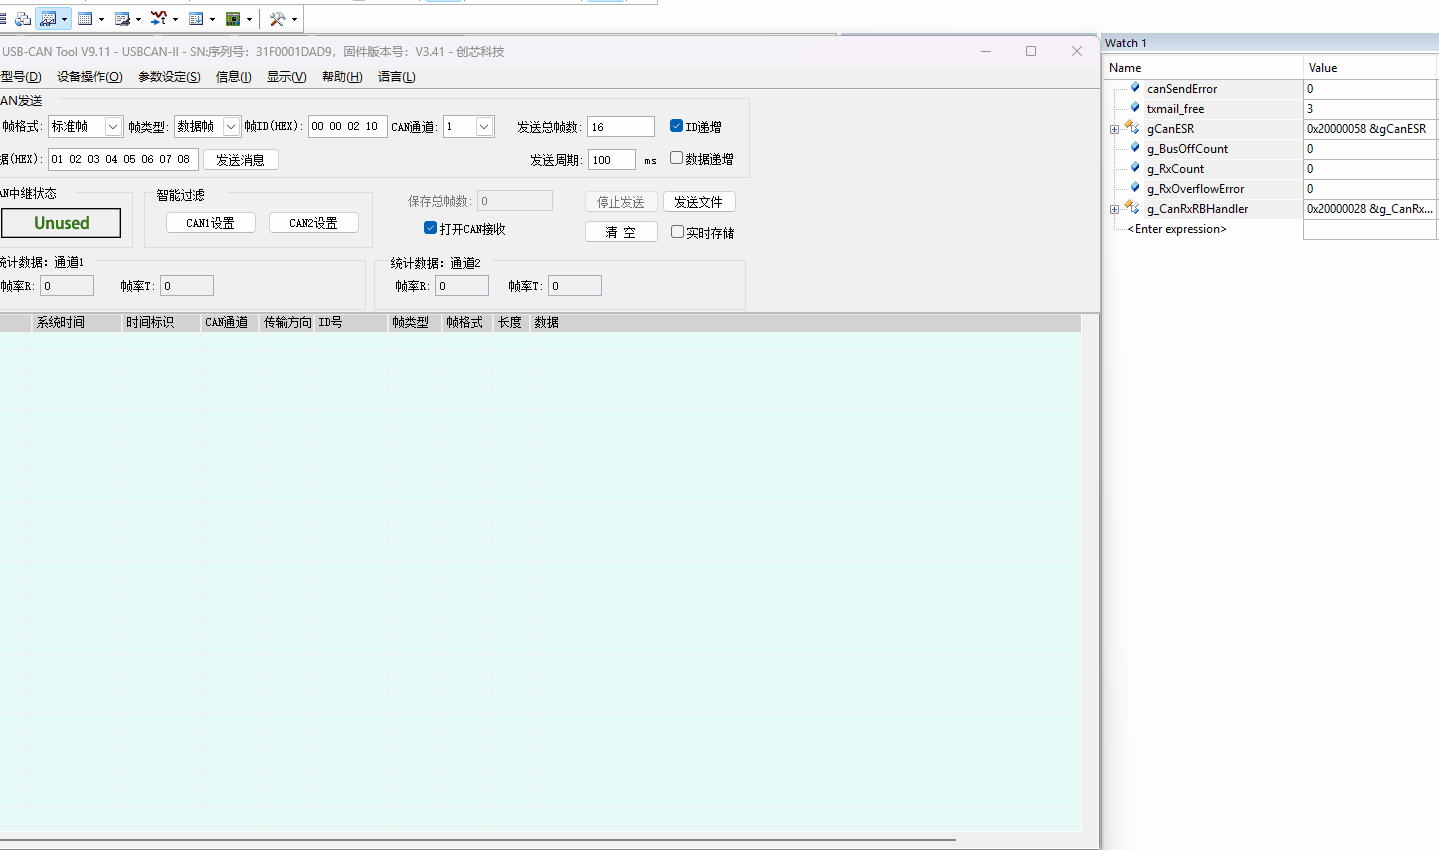 USB-CAN Tool V9.11 - USBCAN-II - SN:序列号: 31F0001DAD9, 固件版本号: V3.41 - 创芯科技
型号(D) 设备操作(O) 参数设定(S) 信息(I) 显示(V) 帮助(H) 语言(L)
AN发送
帧格式: 标准帧 帧类型: 数据帧 帧ID(HEX): 00 00 02 10 CAN通道: 1 发送总帧数: 16 ID递增
据(HEX): 01 02 03 04 05 06 07 08 发送消息 发送周期: 100 ms 数据递增
AN中继状态 智能过滤 保存总帧数: 0 停止发送 发送文件
Unused CAN1设置 CAN2设置 打开CAN接收 清 空 实时存储
统计数据: 通道1 统计数据: 通道2
帧率R: 0 帧率T: 0 帧率R: 0 帧率T: 0
系统时间 时间标识 CAN通道 传输方向 ID号 帧类型 帧格式 长度 数据
Watch 1
Name Value
canSendError 0
txmail_free 3
gCanESR 0x20000058 &gCanESR
g_BusOffCount 0
g_RxCount 0
g_RxOverflowError 0
g_CanRxRBHandler 0x20000028 &g_CanRx...
<Enter expression>